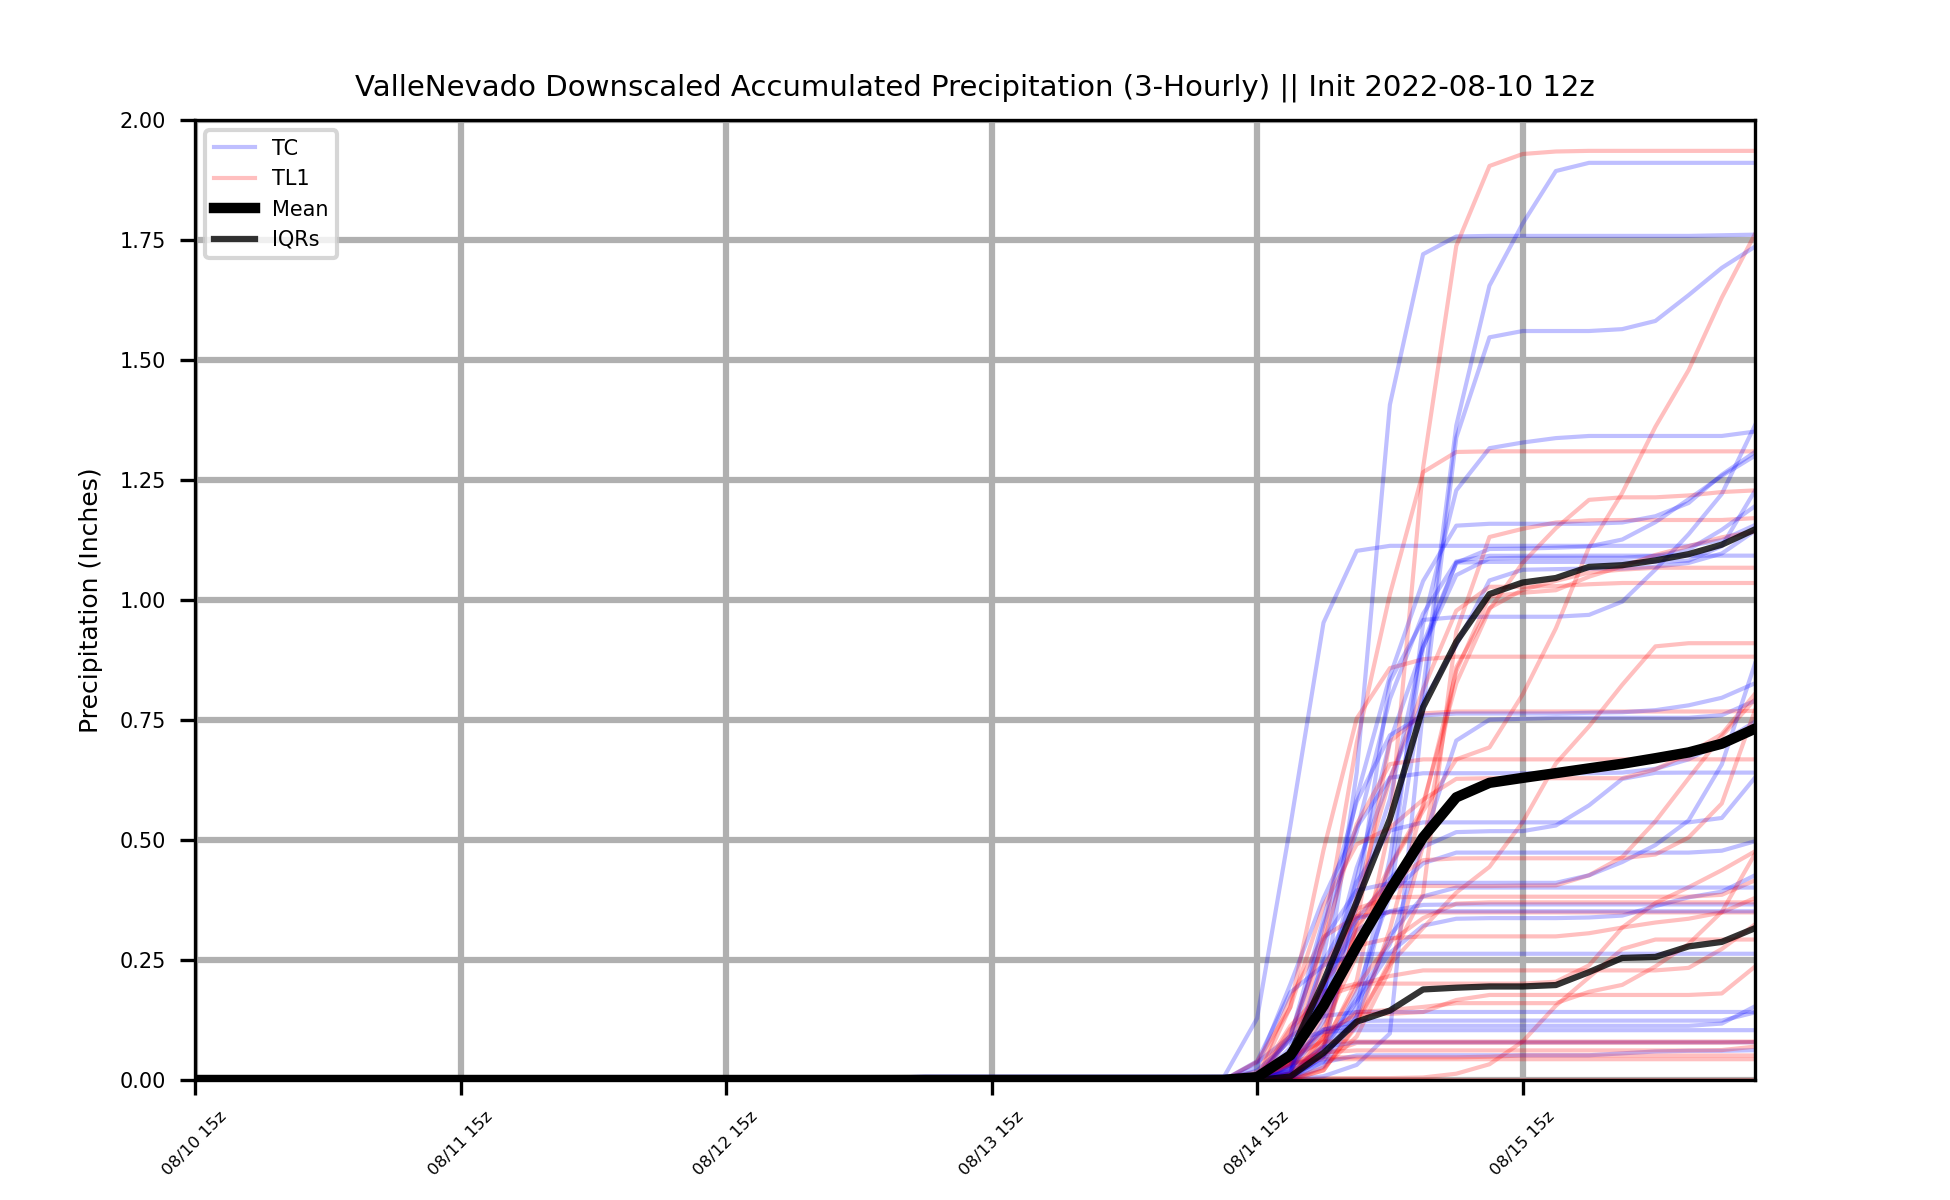 ValleNevado Downscaled Accumulated Precipitation (3-Hourly) || Init 2022-08-10 12z
TC
TL1
Mean
IQRs
Precipitation (Inches)
2.00
1.75
1.50
1.25
1.00
0.75
0.50
0.25
0.00
08/10 15z
08/11 15z
08/12 15z
08/13 15z
08/14 15z
08/15 15z